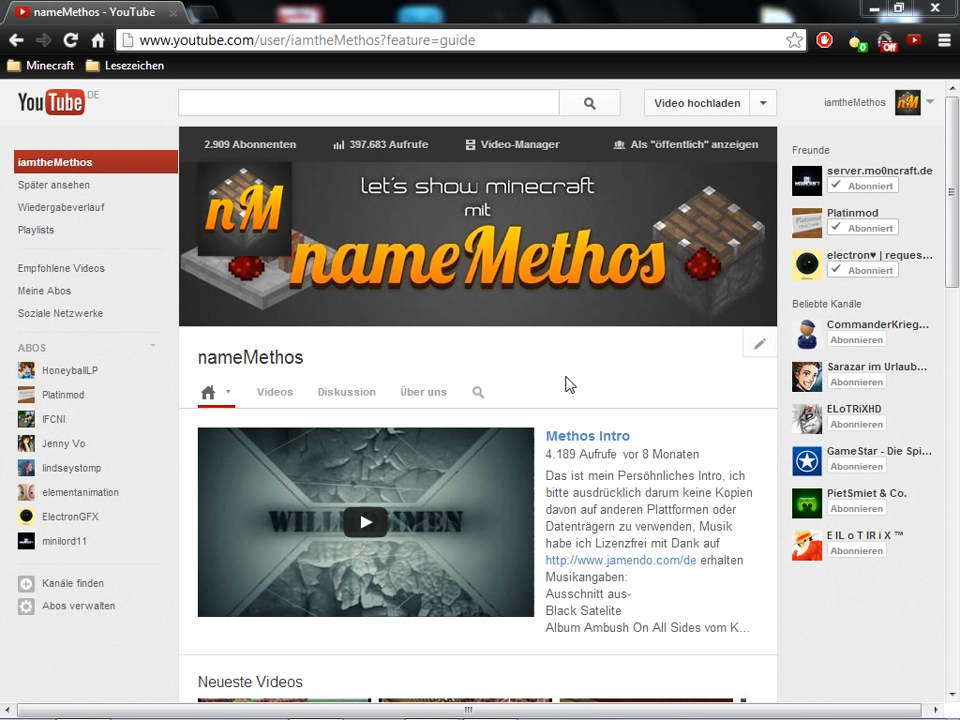 nameMethos - YouTube
www.youtube.com/user/iamtheMethos?feature=guide
0
Off
Minecraft
Lesezeichen
YouTube DE
Video hochladen
iamtheMethos
nM
iamtheMethos
Später ansehen
Wiedergabeverlauf
Playlists
Empfohlene Videos
Meine Abos
Soziale Netzwerke
ABOS
HoneyballLP
Platinmod
IFCNI
Jenny Vo
lindseystomp
elementanimation
ElectronGFX
minilord11
Kanäle finden
Abos verwalten
2.909 Abonnenten
397.683 Aufrufe
Video-Manager
Als "öffentlich" anzeigen
nM
let's show minecraft
mit
nameMethos
nameMethos
Videos
Diskussion
Über uns
WILLKOMMEN
Methos Intro
4.189 Aufrufe vor 8 Monaten
Das ist mein Persöhnliches Intro, ich
bitte ausdrücklich darum keine Kopien
davon auf anderen Plattformen oder
Datenträgern zu verwenden, Musik
habe ich Lizenzfrei mit Dank auf
http://www.jamendo.com/de erhalten
Musikangaben:
Ausschnitt aus-
Black Satelite
Album Ambush On All Sides vom K...
Neueste Videos
Freunde
server.mo0ncraft.de
Abonniert
Platinmod
Abonniert
electron♥ | reques...
Abonniert
Beliebte Kanäle
CommanderKrieg...
Abonnieren
Sarazar im Urlaub...
Abonnieren
ELoTRiXHD
Abonnieren
GameStar - Die Spi...
Abonnieren
PietSmiet & Co.
Abonnieren
E lL o T lR i X ™
Abonnieren